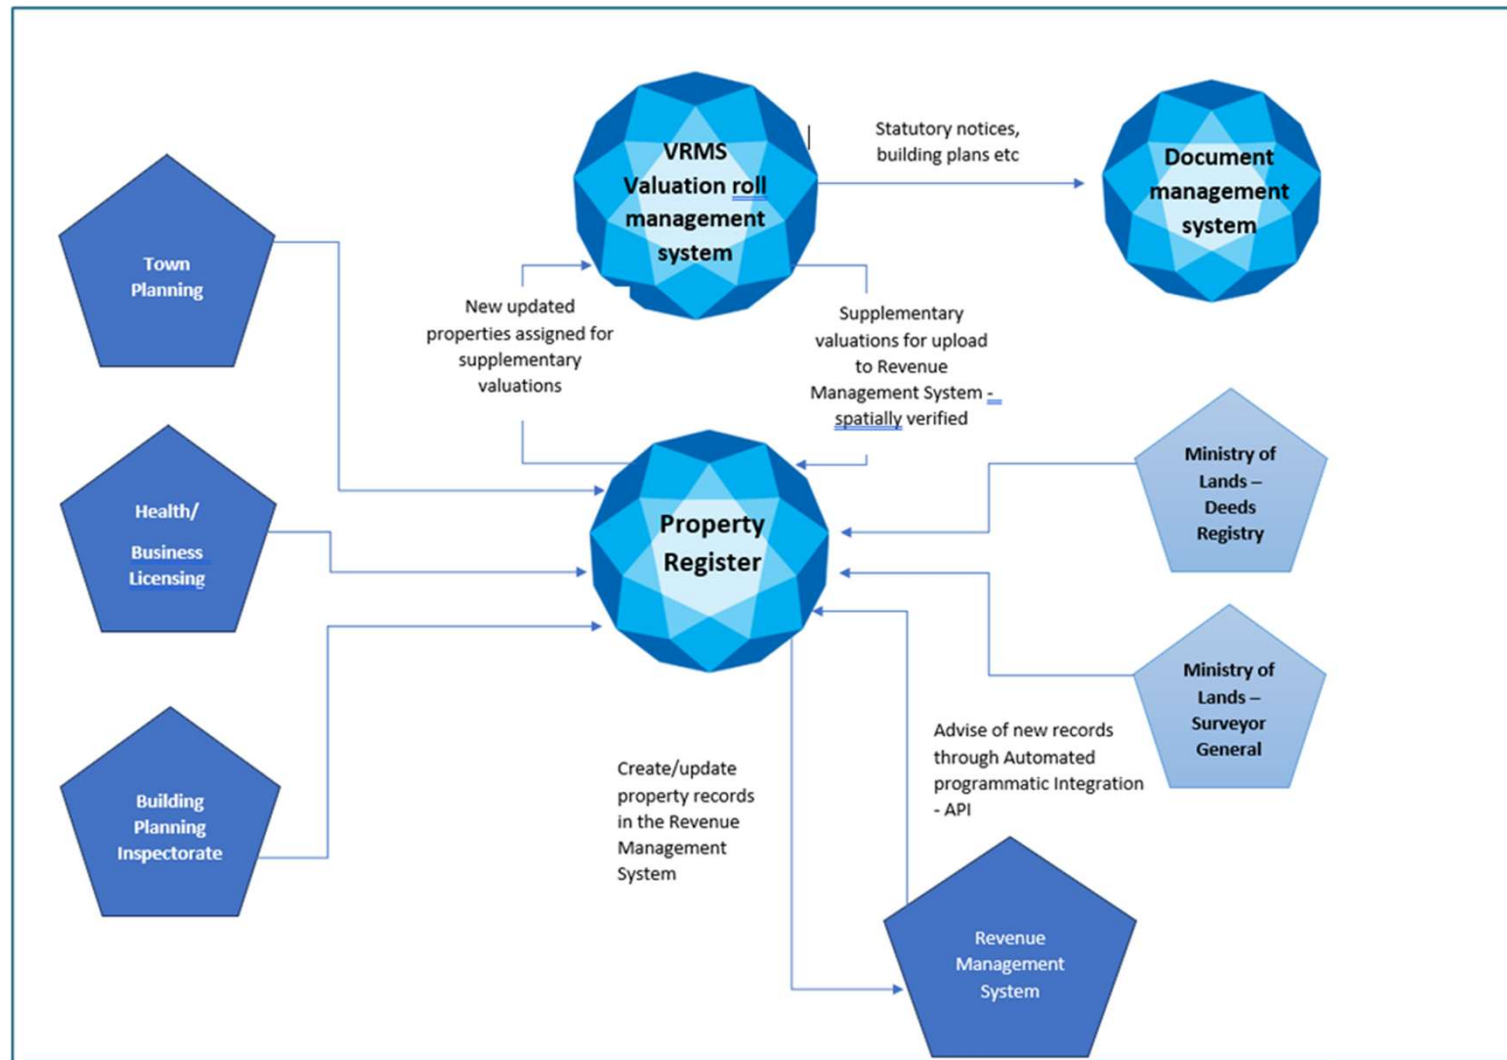 VRMS
Valuation roll
management
system
Statutory notices,
building plans etc
Document
management
system
Town
Planning
New updated
properties assigned for
supplementary
valuations
Supplementary
valuations for upload
to Revenue
Management System -
spatially verified
Health/
Business
Licensing
Property
Register
Ministry of
Lands –
Deeds
Registry
Ministry of
Lands –
Surveyor
General
Building
Planning
Inspectorate
Create/update
property records
in the Revenue
Management
System
Advise of new records
through Automated
programmatic Integration
- API
Revenue
Management
System